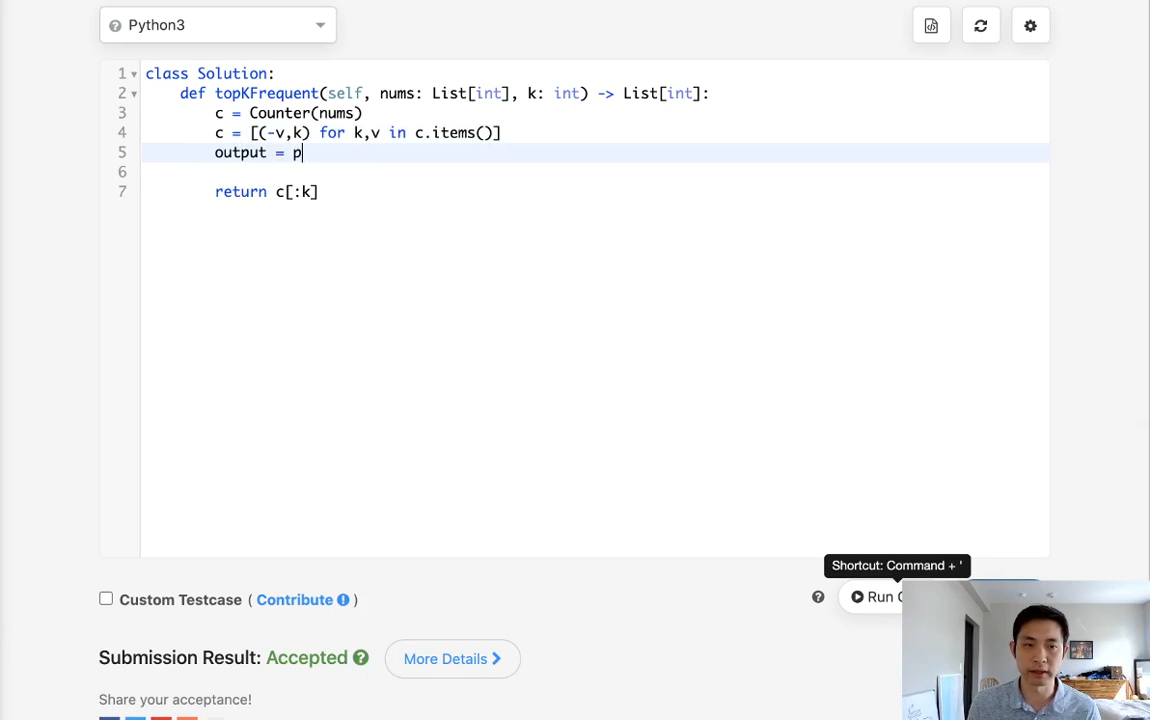 Python3
1 class Solution:
2     def topKFrequent(self, nums: List[int], k: int) -> List[int]:
3         c = Counter(nums)
4         c = [(-v,k) for k,v in c.items()]
5         output = p
6
7         return c[:k]
Shortcut: Command + '
Custom Testcase ( Contribute )
Run C
Submission Result: Accepted
More Details
Share your acceptance!